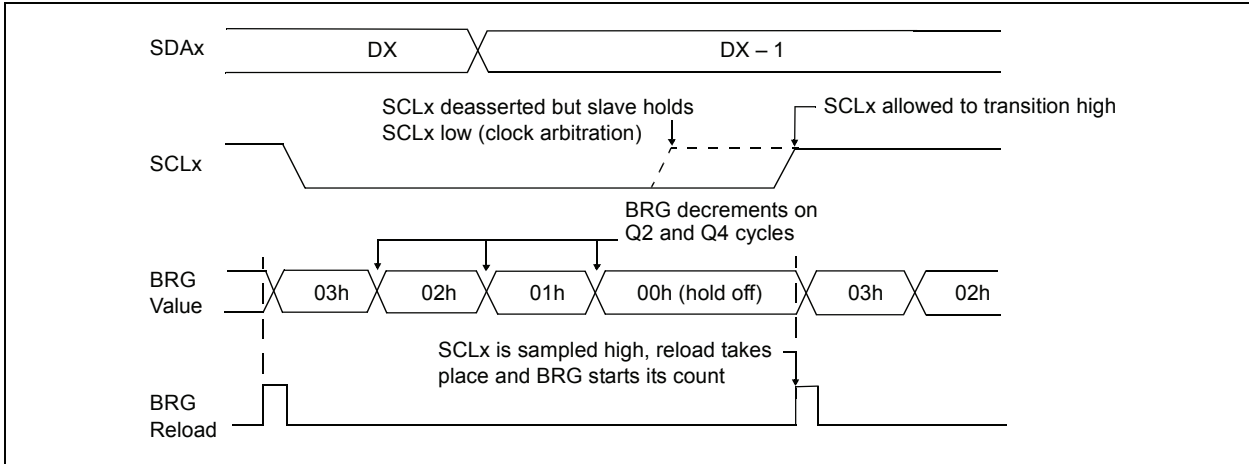 SDAx
DX
DX – 1
SCLx deasserted but slave holds
SCLx low (clock arbitration)
SCLx allowed to transition high
SCLx
BRG decrements on
Q2 and Q4 cycles
BRG
Value
03h
02h
01h
00h (hold off)
03h
02h
SCLx is sampled high, reload takes
place and BRG starts its count
BRG
Reload